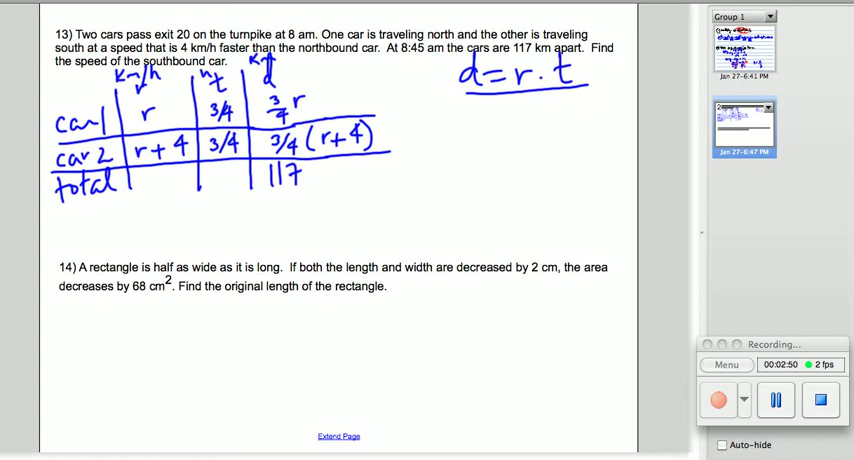 13) Two cars pass exit 20 on the turnpike at 8 am. One car is traveling north and the other is traveling
south at a speed that is 4 km/h faster than the northbound car. At 8:45 am the cars are 117 km apart. Find
the speed of the southbound car.
d = r · t
km/h h km
r t d
car 1 r 3/4 3/4 r
car 2 r + 4 3/4 3/4 (r + 4)
total 117
14) A rectangle is half as wide as it is long. If both the length and width are decreased by 2 cm, the area
decreases by 68 cm². Find the original length of the rectangle.
Extend Page
Group 1
Jan 27-6:41 PM
Jan 27-6:47 PM
Recording...
Menu
00:02:50
2 fps
Auto-hide